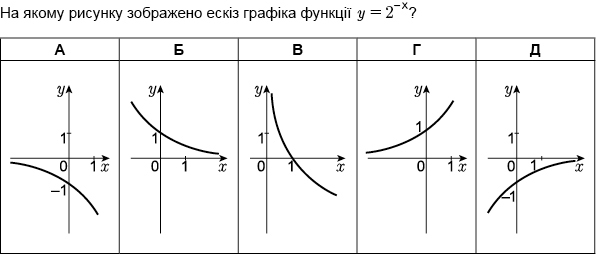 На якому рисунку зображено ескіз графіка функції y = 2⁻ˣ?
А Б В Г Д
y 1 0 1 x −1
y 1 0 1 x
y 1 0 1 x
y 1 0 1 x
y 1 0 1 x −1